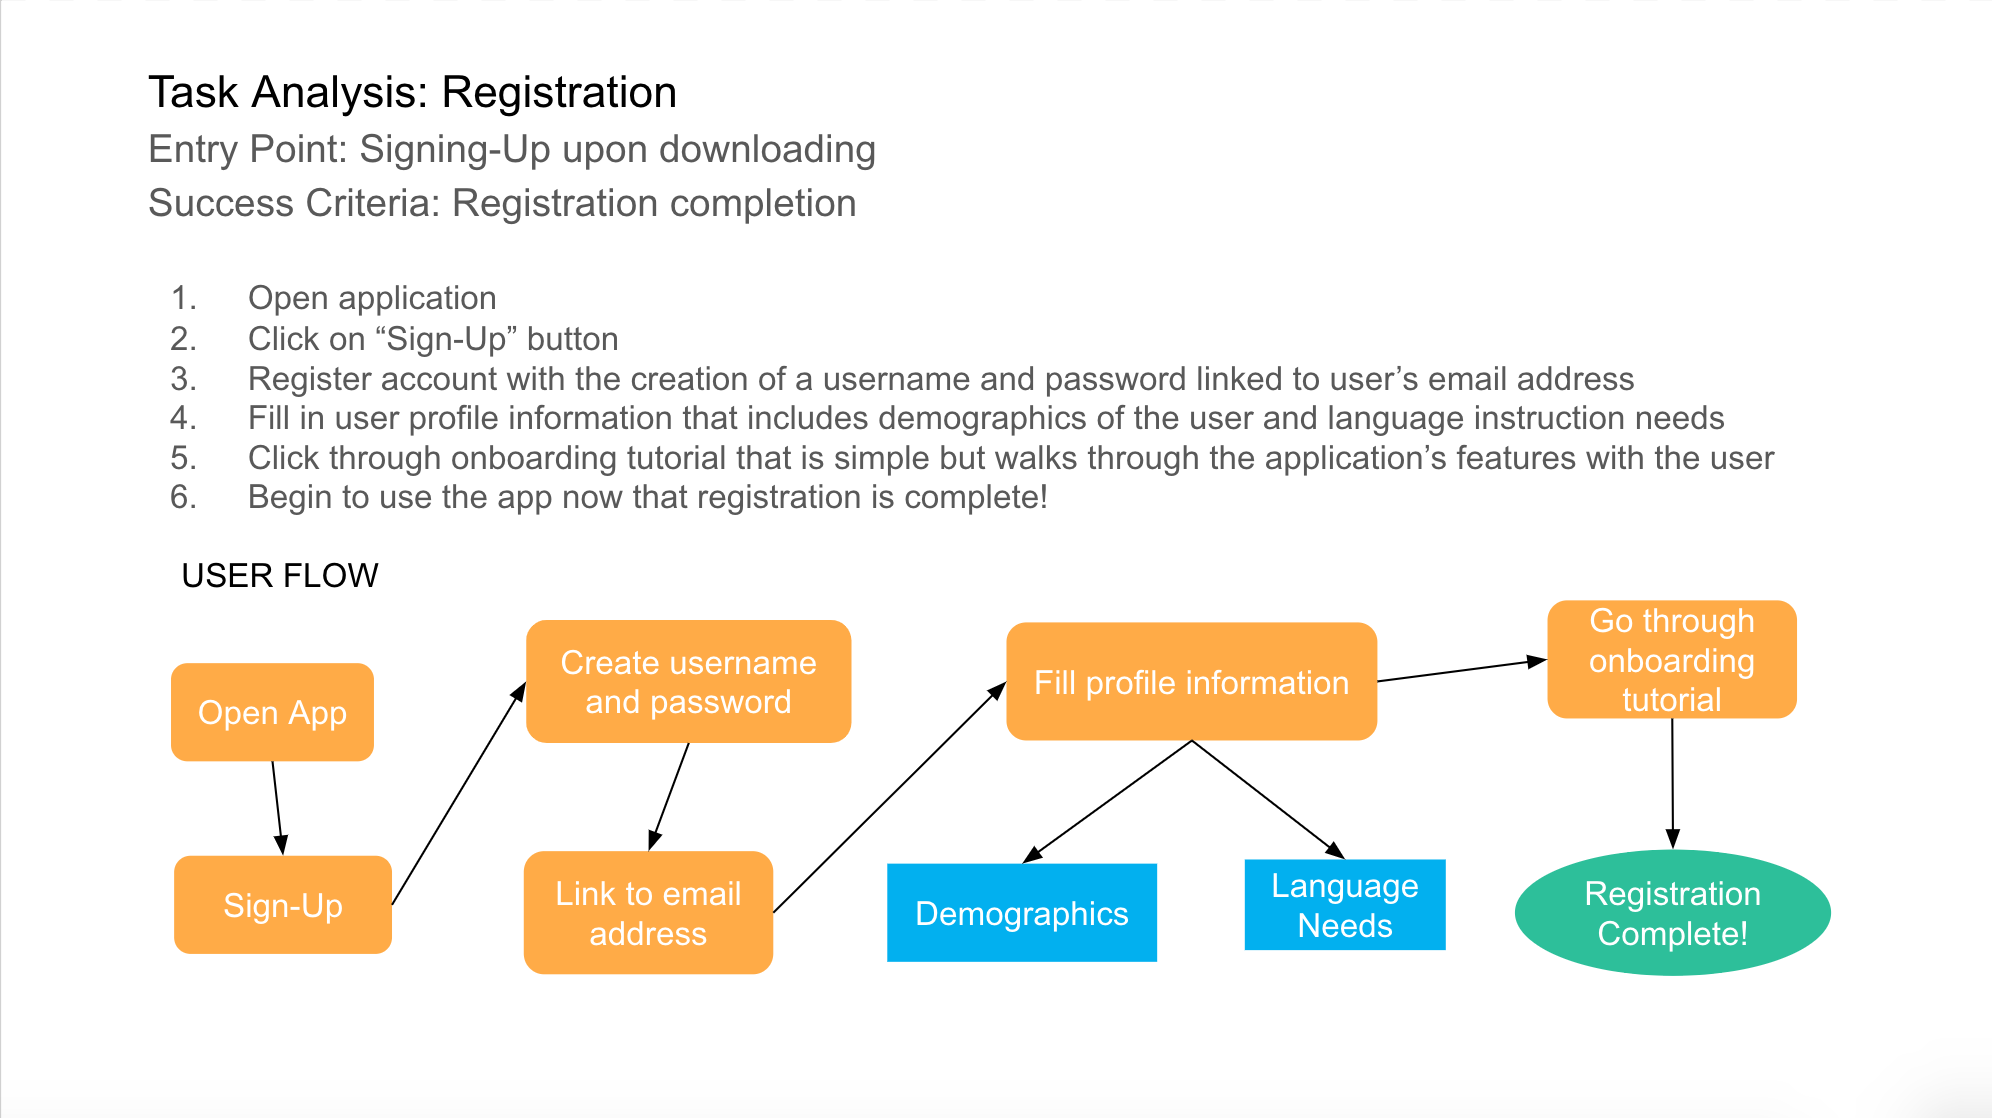 Task Analysis: Registration
Entry Point: Signing-Up upon downloading
Success Criteria: Registration completion
1. Open application
2. Click on “Sign-Up” button
3. Register account with the creation of a username and password linked to user’s email address
4. Fill in user profile information that includes demographics of the user and language instruction needs
5. Click through onboarding tutorial that is simple but walks through the application’s features with the user
6. Begin to use the app now that registration is complete!
USER FLOW
Open App
Sign-Up
Create username
and password
Link to email
address
Fill profile information
Demographics
Language
Needs
Go through
onboarding
tutorial
Registration
Complete!